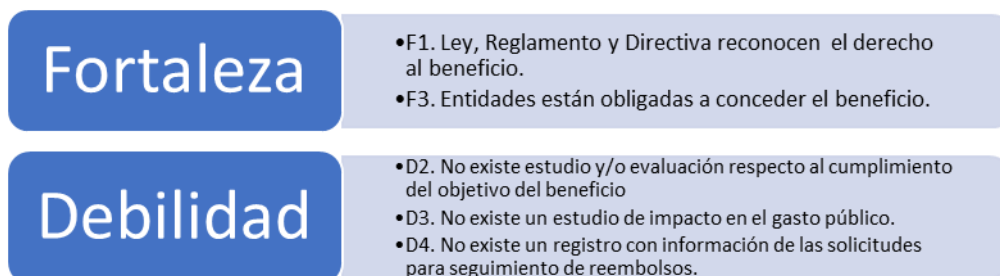 Fortaleza
•F1. Ley, Reglamento y Directiva reconocen el derecho
al beneficio.
•F3. Entidades están obligadas a conceder el beneficio.
Debilidad
•D2. No existe estudio y/o evaluación respecto al cumplimiento
del objetivo del beneficio
•D3. No existe un estudio de impacto en el gasto público.
•D4. No existe un registro con información de las solicitudes
para seguimiento de reembolsos.